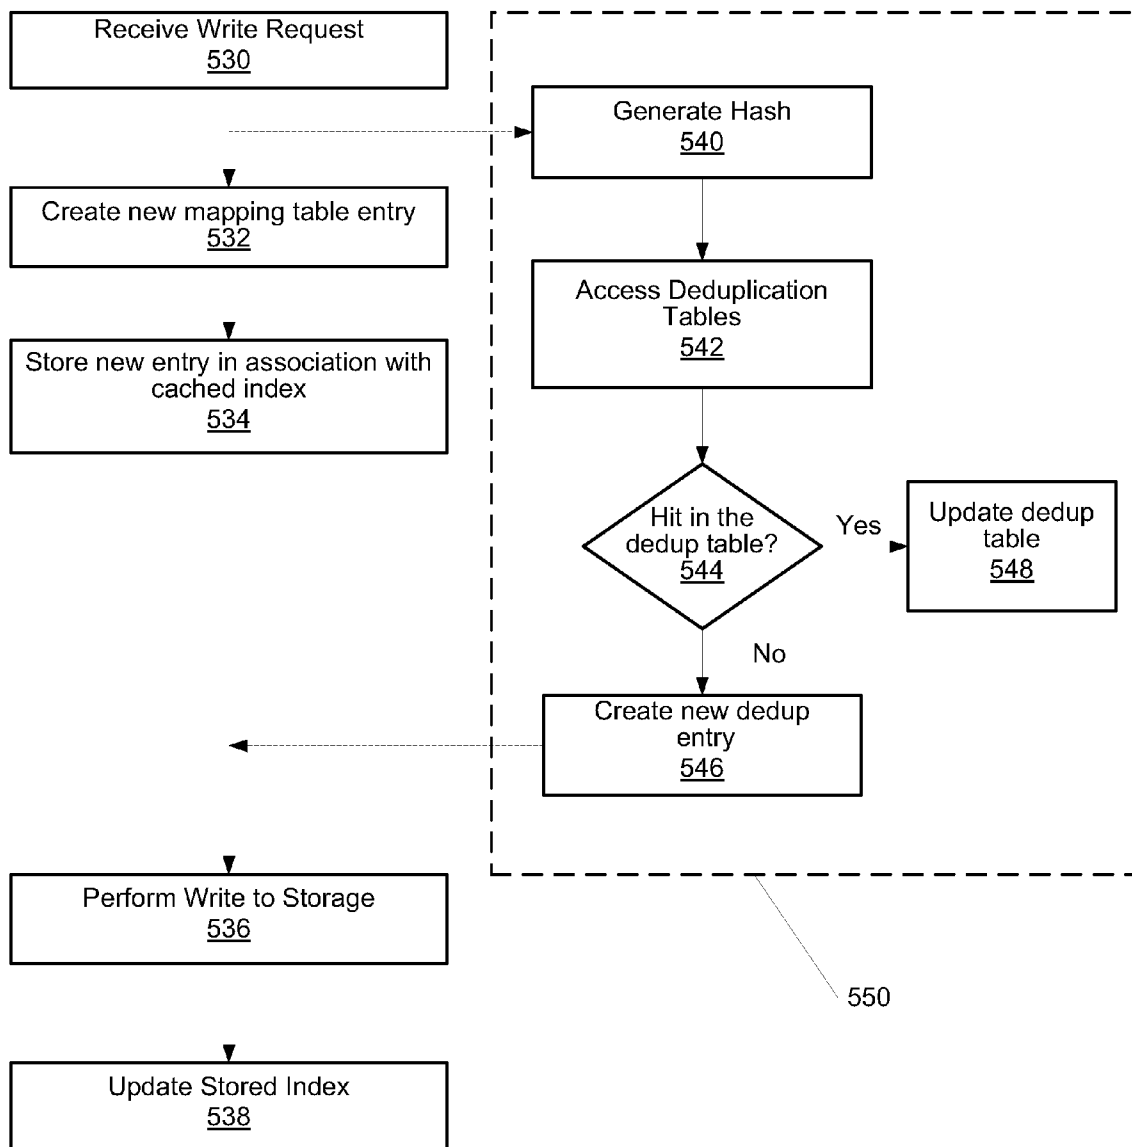 Receive Write Request
530
Generate Hash
540
Create new mapping table entry
532
Access Deduplication
Tables
542
Store new entry in association with
cached index
534
Hit in the
dedup table?
544
Yes
Update dedup
table
548
No
Create new dedup
entry
546
Perform Write to Storage
536
550
Update Stored Index
538